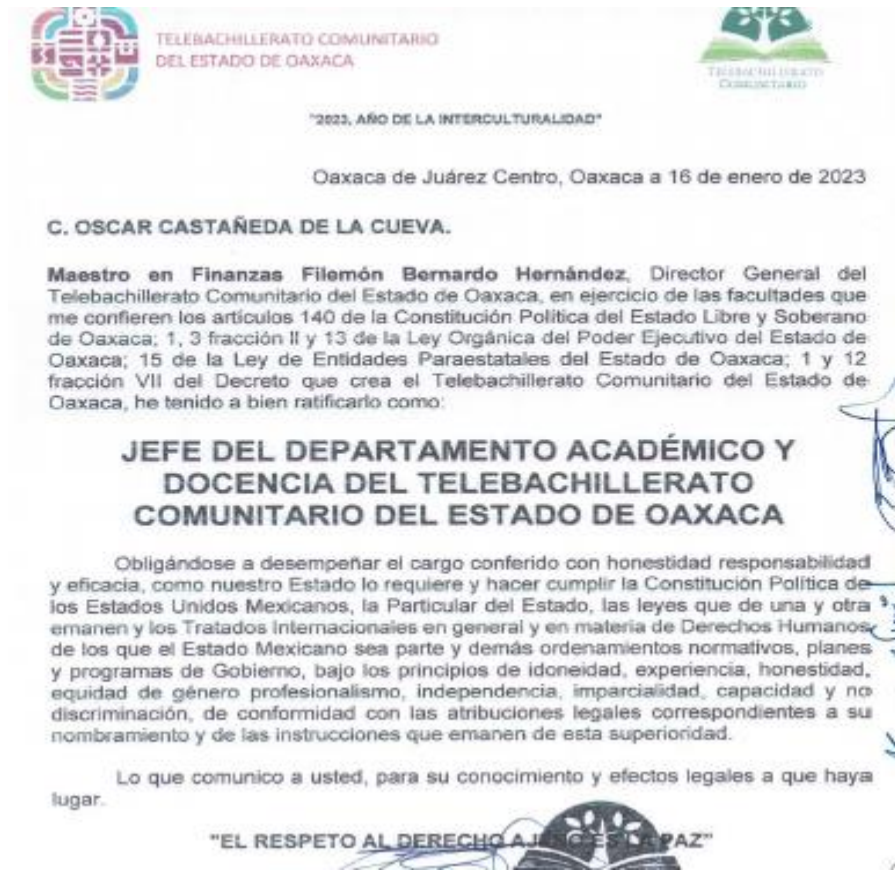 TELEBACHILLERATO COMUNITARIO
DEL ESTADO DE OAXACA
TELEBACHILLERATO
COMUNITARIO
"2023, AÑO DE LA INTERCULTURALIDAD"
Oaxaca de Juárez Centro, Oaxaca a 16 de enero de 2023
C. OSCAR CASTAÑEDA DE LA CUEVA.
Maestro en Finanzas Filemón Bernardo Hernández, Director General del
Telebachillerato Comunitario del Estado de Oaxaca, en ejercicio de las facultades que
me confieren los artículos 140 de la Constitución Política del Estado Libre y Soberano
de Oaxaca; 1, 3 fracción II y 13 de la Ley Orgánica del Poder Ejecutivo del Estado de
Oaxaca; 15 de la Ley de Entidades Paraestatales del Estado de Oaxaca; 1 y 12
fracción VII del Decreto que crea el Telebachillerato Comunitario del Estado de
Oaxaca, he tenido a bien ratificarlo como:
JEFE DEL DEPARTAMENTO ACADÉMICO Y
DOCENCIA DEL TELEBACHILLERATO
COMUNITARIO DEL ESTADO DE OAXACA
Obligándose a desempeñar el cargo conferido con honestidad responsabilidad
y eficacia, como nuestro Estado lo requiere y hacer cumplir la Constitución Política de
los Estados Unidos Mexicanos, la Particular del Estado, las leyes que de una y otra
emanen y los Tratados Internacionales en general y en materia de Derechos Humanos
de los que el Estado Mexicano sea parte y demás ordenamientos normativos, planes
y programas de Gobierno, bajo los principios de idoneidad, experiencia, honestidad,
equidad de género profesionalismo, independencia, imparcialidad, capacidad y no
discriminación, de conformidad con las atribuciones legales correspondientes a su
nombramiento y de las instrucciones que emanen de esta superioridad.
Lo que comunico a usted, para su conocimiento y efectos legales a que haya
lugar.
"EL RESPETO AL DERECHO AJENO ES LA PAZ"